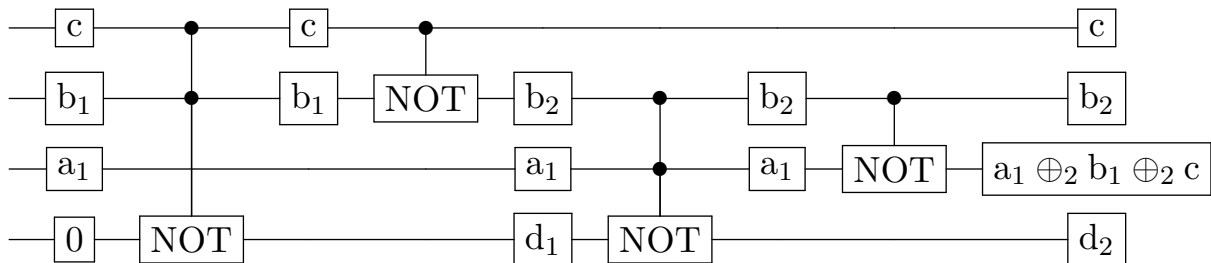 c c c
b₁ b₁ NOT b₂ b₂ b₂
a₁ a₁ a₁ NOT a₁ ⊕₂ b₁ ⊕₂ c
0 NOT d₁ NOT d₂